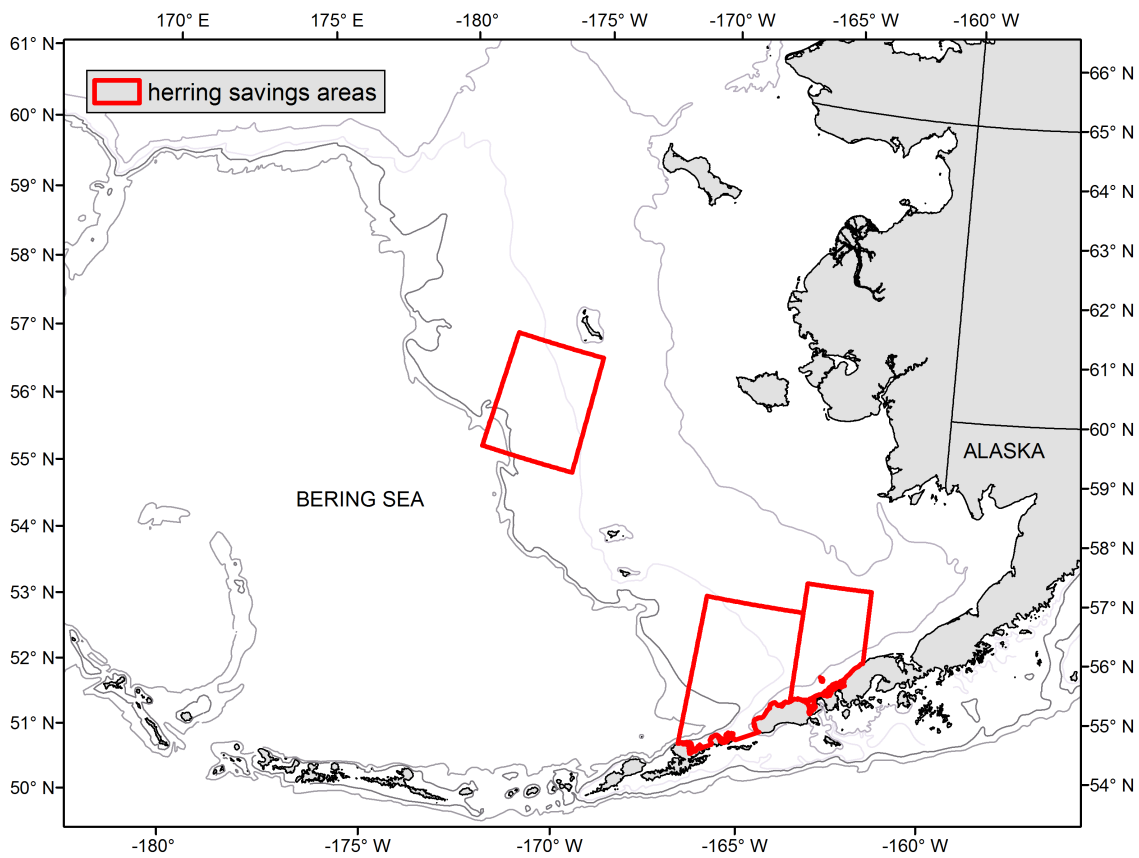 170° E 175° E -180° -175° W -170° W -165° W -160° W
61° N
herring savings areas
66° N
60° N
65° N
59° N
64° N
58° N
63° N
62° N
57° N
61° N
56° N
60° N
ALASKA
55° N
59° N
BERING SEA
54° N
58° N
53° N
57° N
52° N
56° N
51° N
55° N
50° N
54° N
-180° -175° W -170° W -165° W -160° W